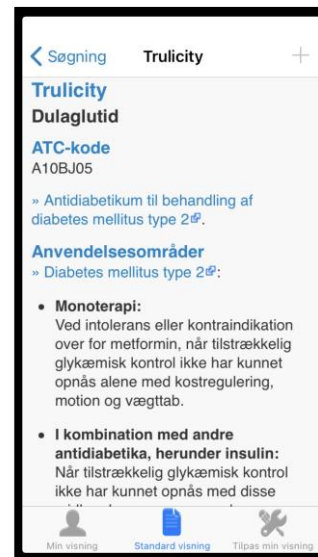 Søgning Trulicity
Trulicity
Dulaglutid
ATC-kode
A10BJ05
» Antidiabetikum til behandling af
diabetes mellitus type 2.
Anvendelsesområder
» Diabetes mellitus type 2:
• Monoterapi:
Ved intolerans eller kontraindikation
over for metformin, når tilstrækkelig
glykæmisk kontrol ikke har kunnet
opnås alene med kostregulering,
motion og vægttab.
• I kombination med andre
antidiabetika, herunder insulin:
Når tilstrækkelig glykæmisk kontrol
ikke har kunnet opnås med disse
Min visning Standard visning Tilpas min visning